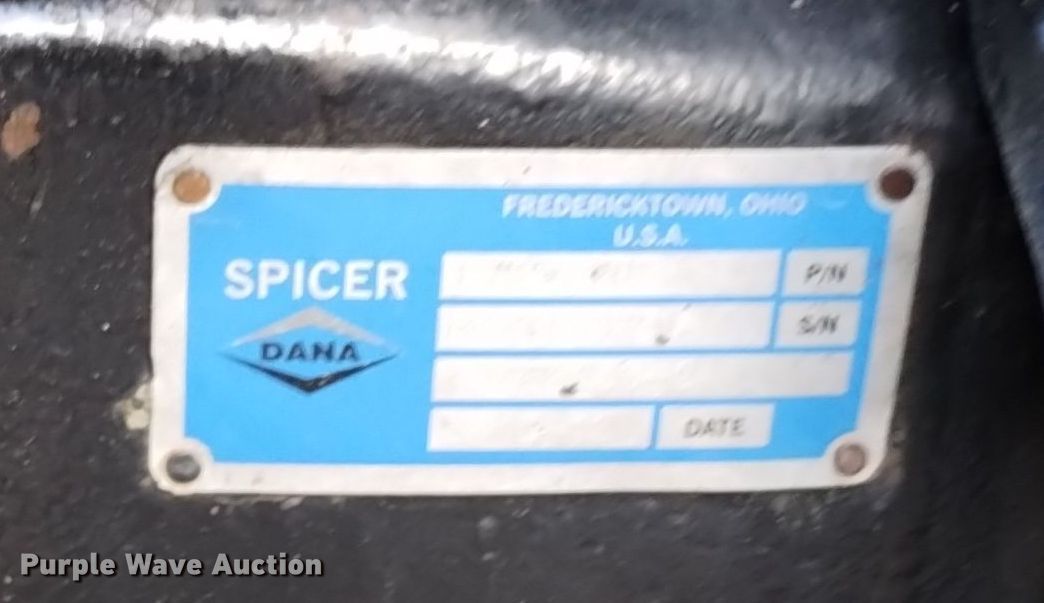 FREDERICKTOWN, OHIO
U.S.A.
SPICER
P/N
S/N
DANA
DATE
Purple Wave Auction